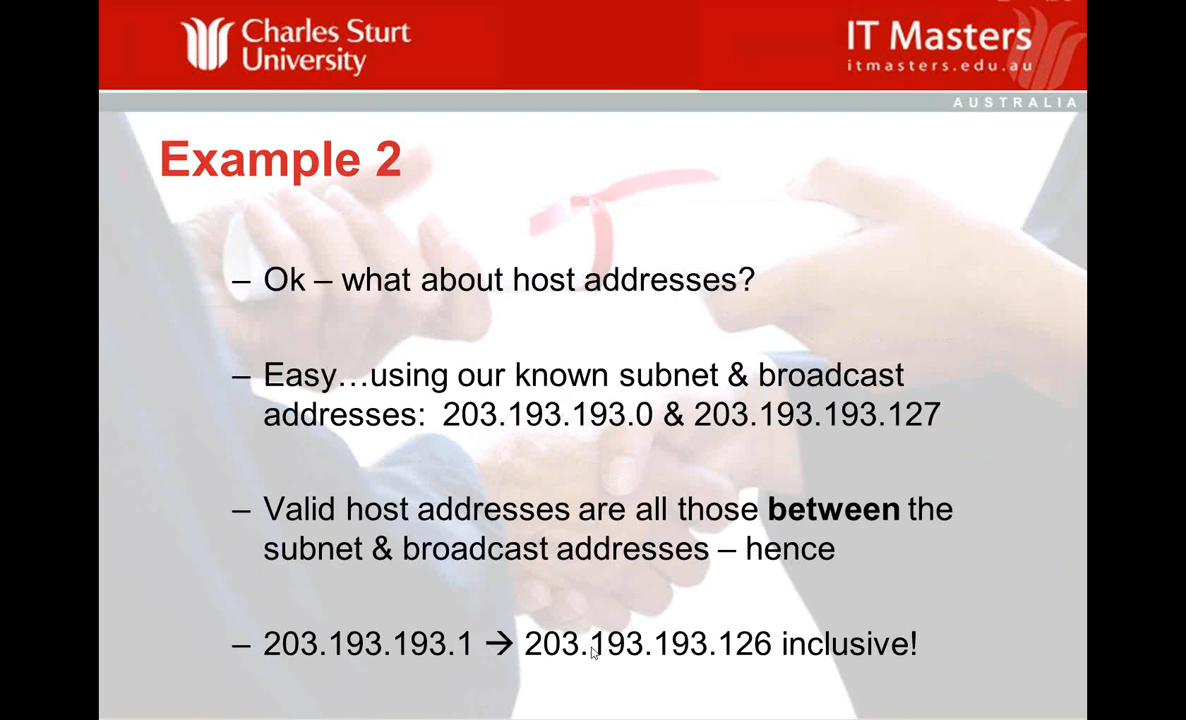 Charles Sturt
University
IT Masters
itmasters.edu.au
AUSTRALIA
Example 2
– Ok – what about host addresses?
– Easy…using our known subnet & broadcast
addresses: 203.193.193.0 & 203.193.193.127
– Valid host addresses are all those between the
subnet & broadcast addresses – hence
– 203.193.193.1 → 203.193.193.126 inclusive!